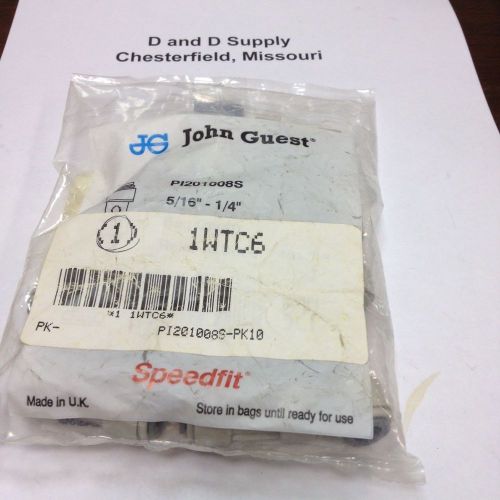 D and D Supply
Chesterfield, Missouri
JG John Guest®
PI201008S
5/16" - 1/4"
1 1WTC6
*1 1WTC6*
PK- PI201008S-PK10
Speedfit®
Made in U.K. Store in bags until ready for use